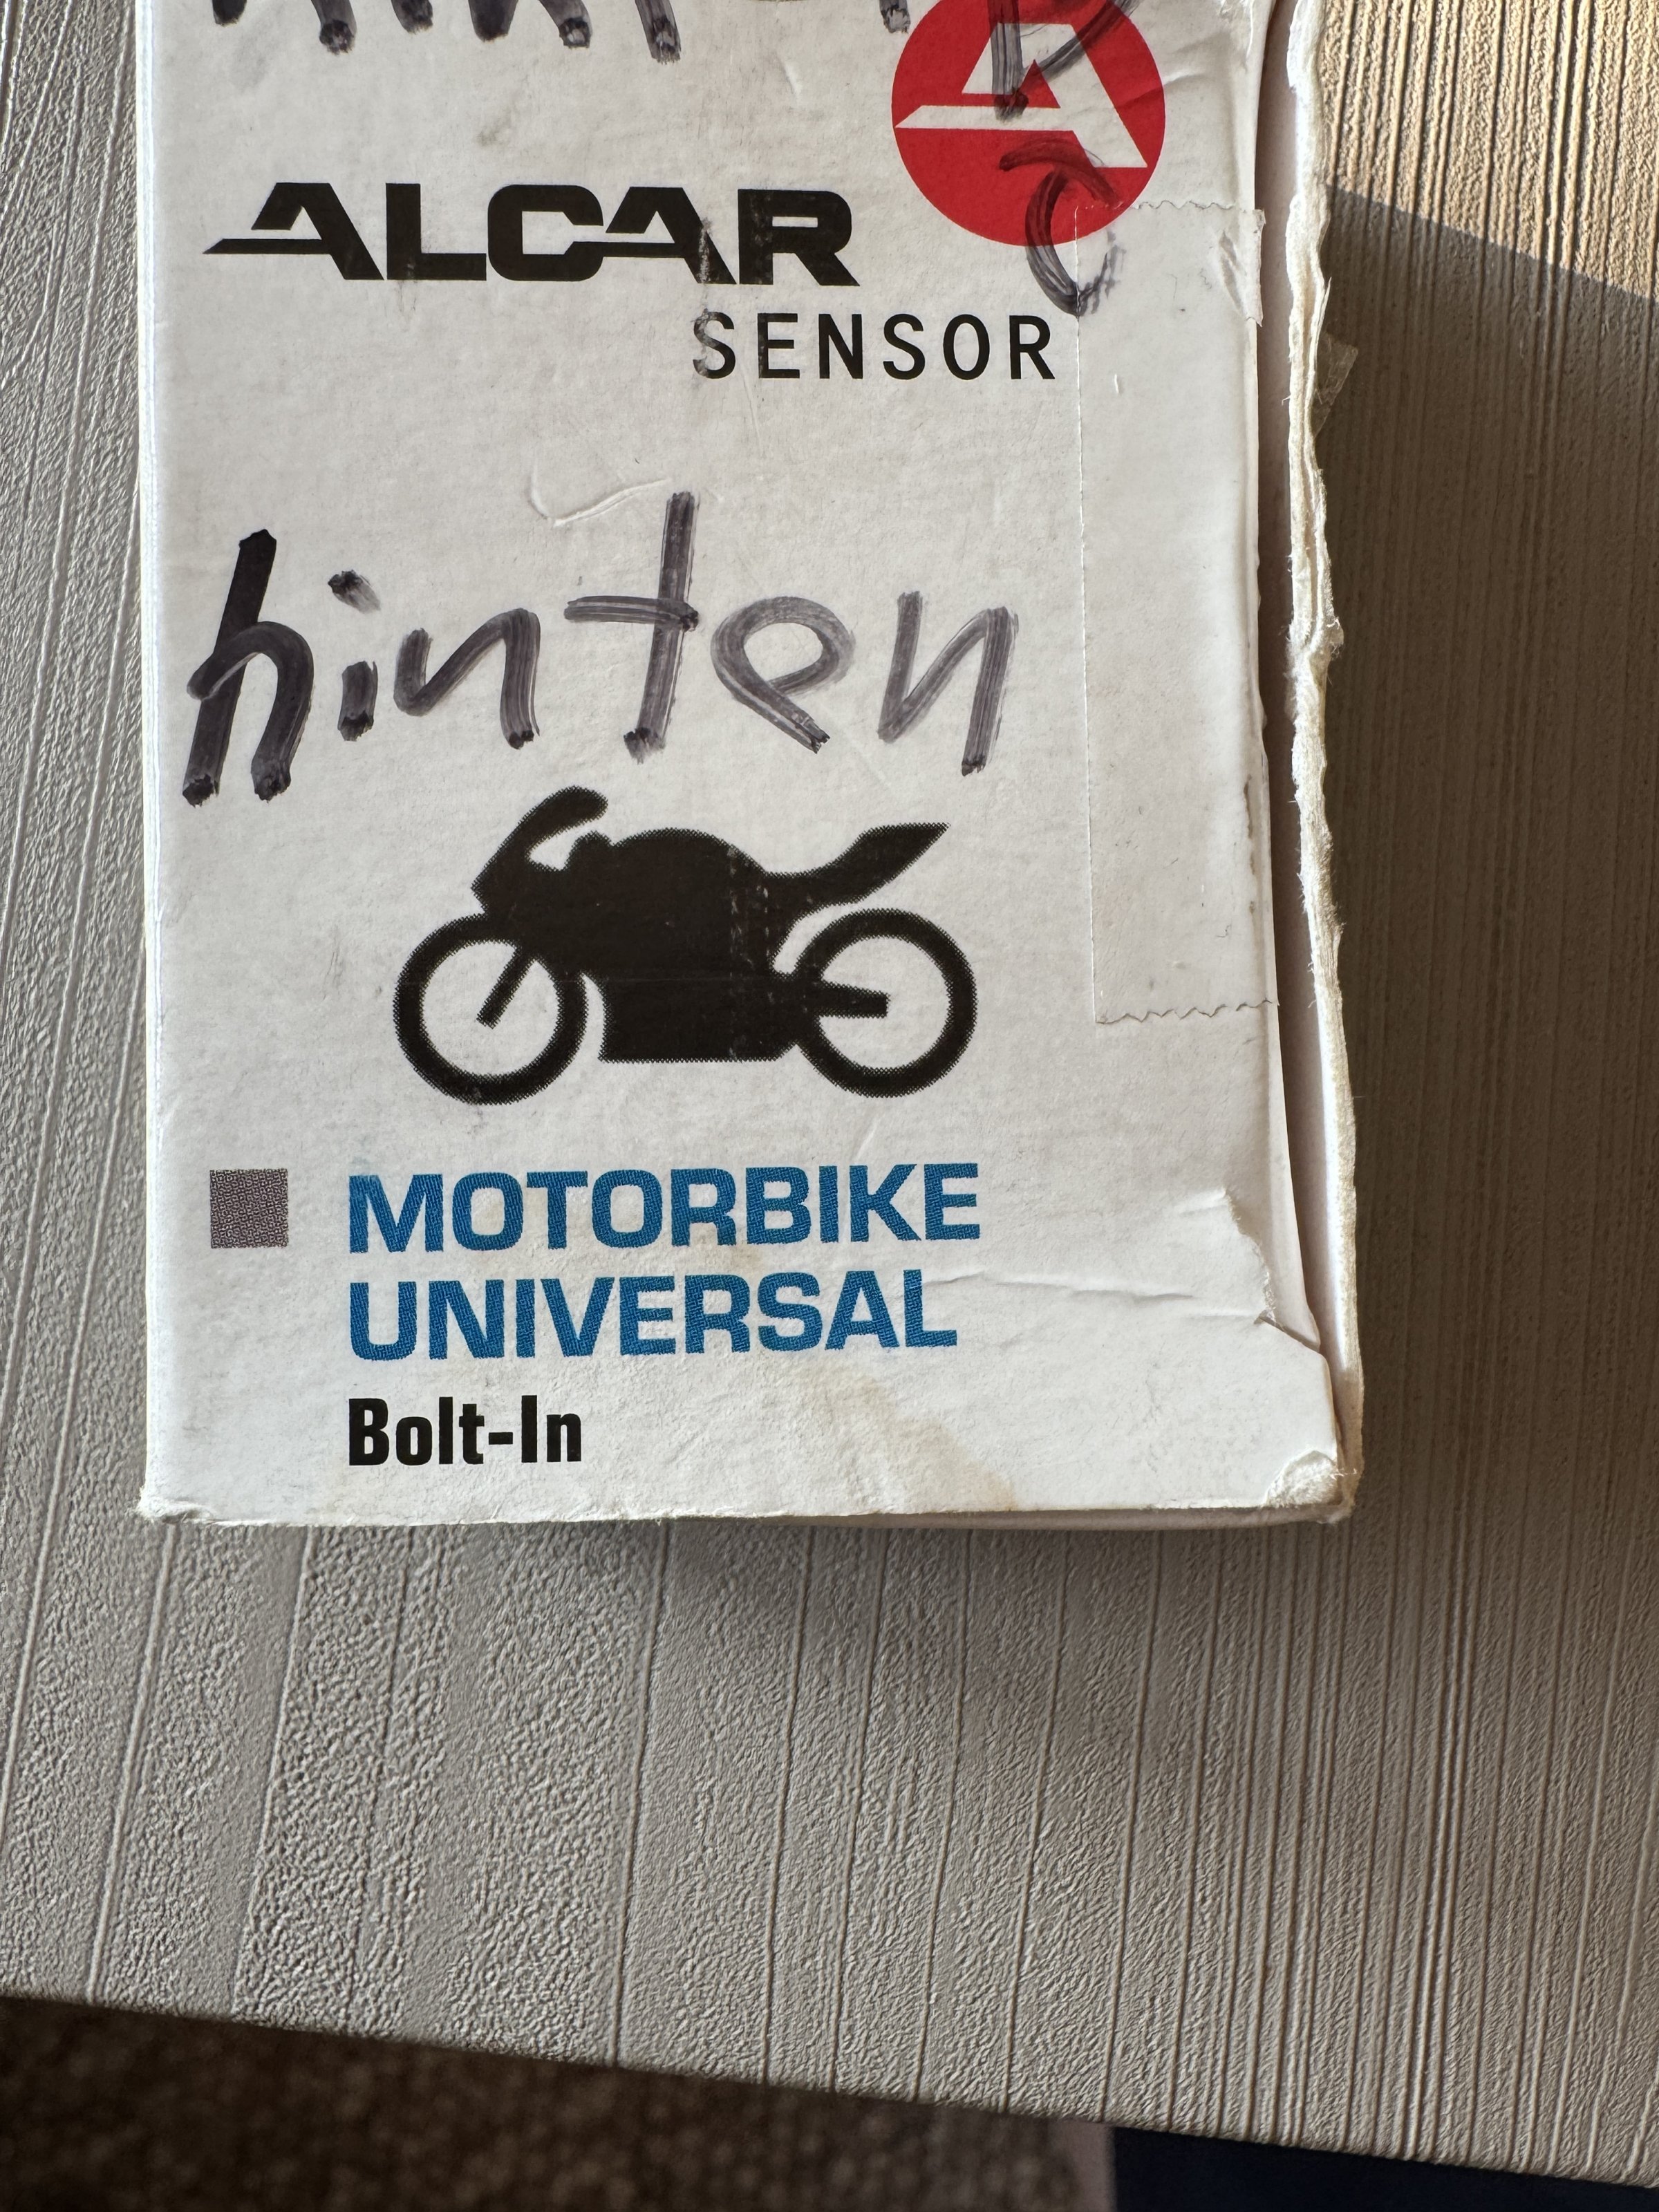 ALCAR
SENSOR
hinten
MOTORBIKE
UNIVERSAL
Bolt-In